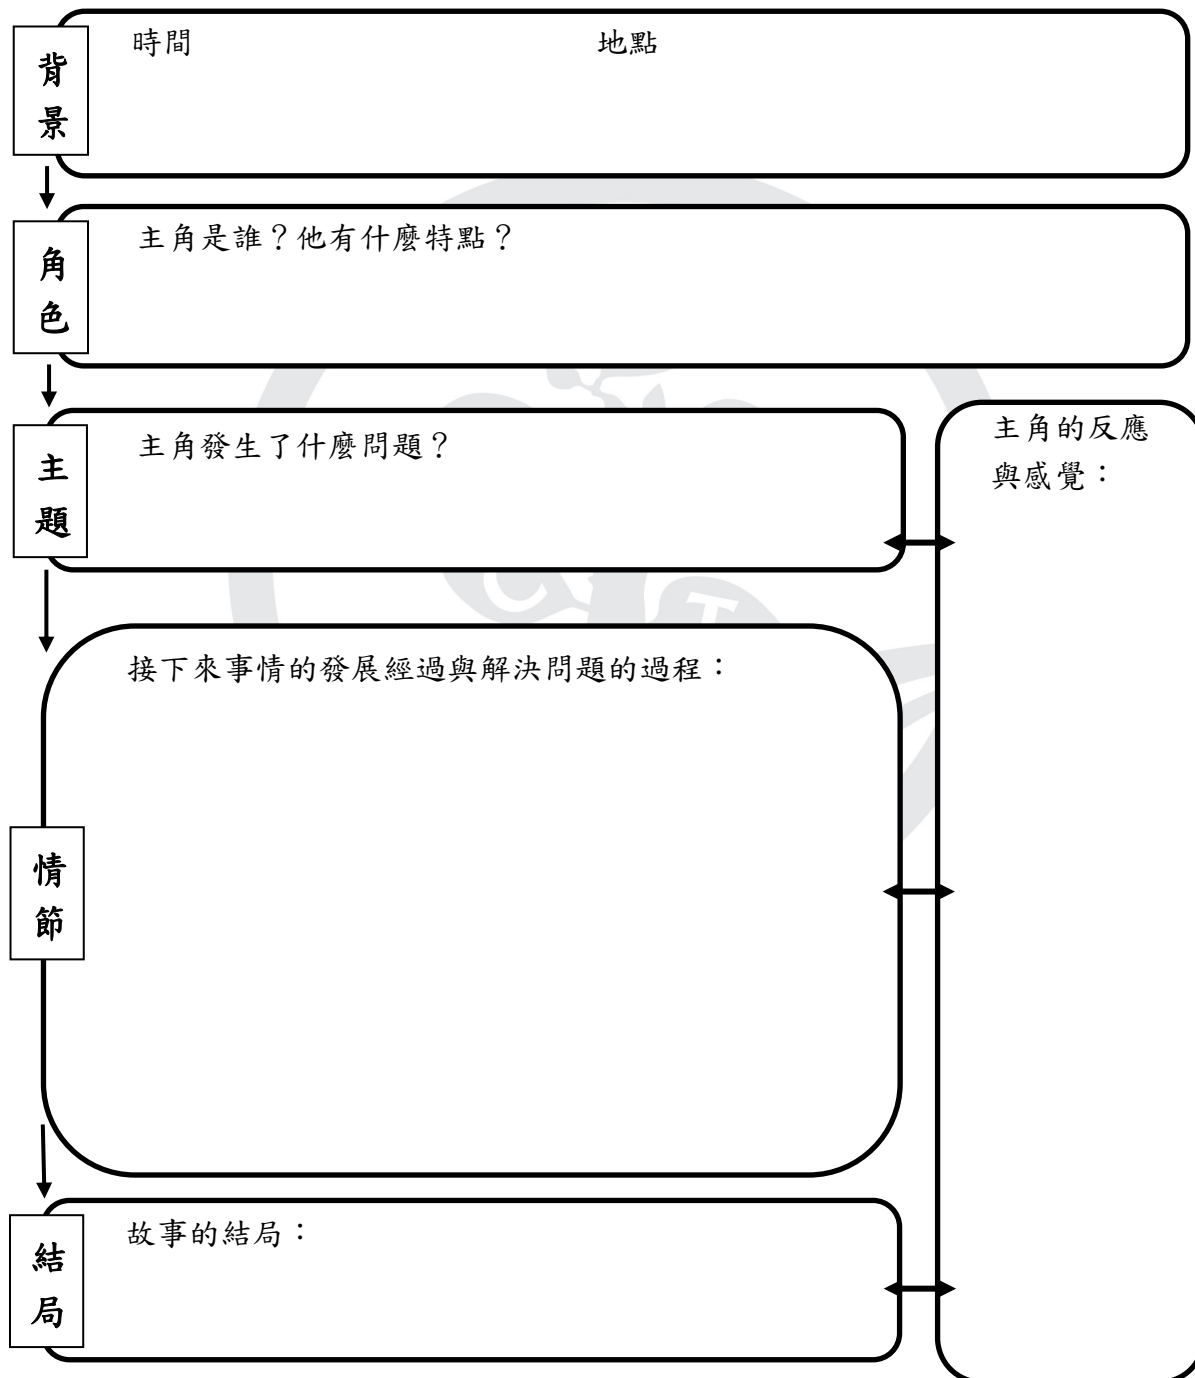 背景
時間 地點
角色
主角是誰？他有什麼特點？
主題
主角發生了什麼問題？
主角的反應
與感覺：
情節
接下來事情的發展經過與解決問題的過程：
結局
故事的結局：
C
T